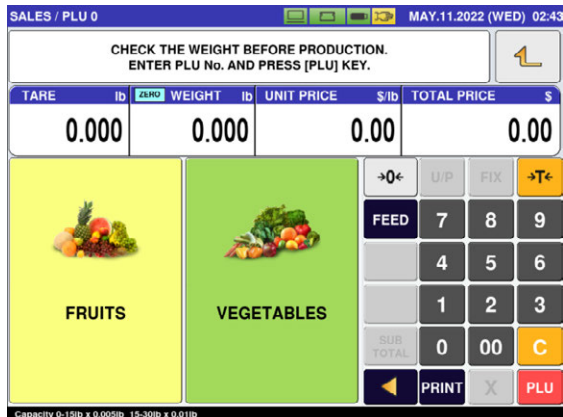 SALES / PLU 0 MAY.11.2022 (WED) 02:43
CHECK THE WEIGHT BEFORE PRODUCTION.
ENTER PLU No. AND PRESS [PLU] KEY.
TARE lb ZERO WEIGHT lb UNIT PRICE $/lb TOTAL PRICE $
0.000 0.000 0.00 0.00
→0← U/P FIX →T←
FEED 7 8 9
4 5 6
FRUITS VEGETABLES 1 2 3
SUB TOTAL 0 00 C
PRINT X PLU
Capacity 0-15lb x 0.005lb 15-30lb x 0.01lb